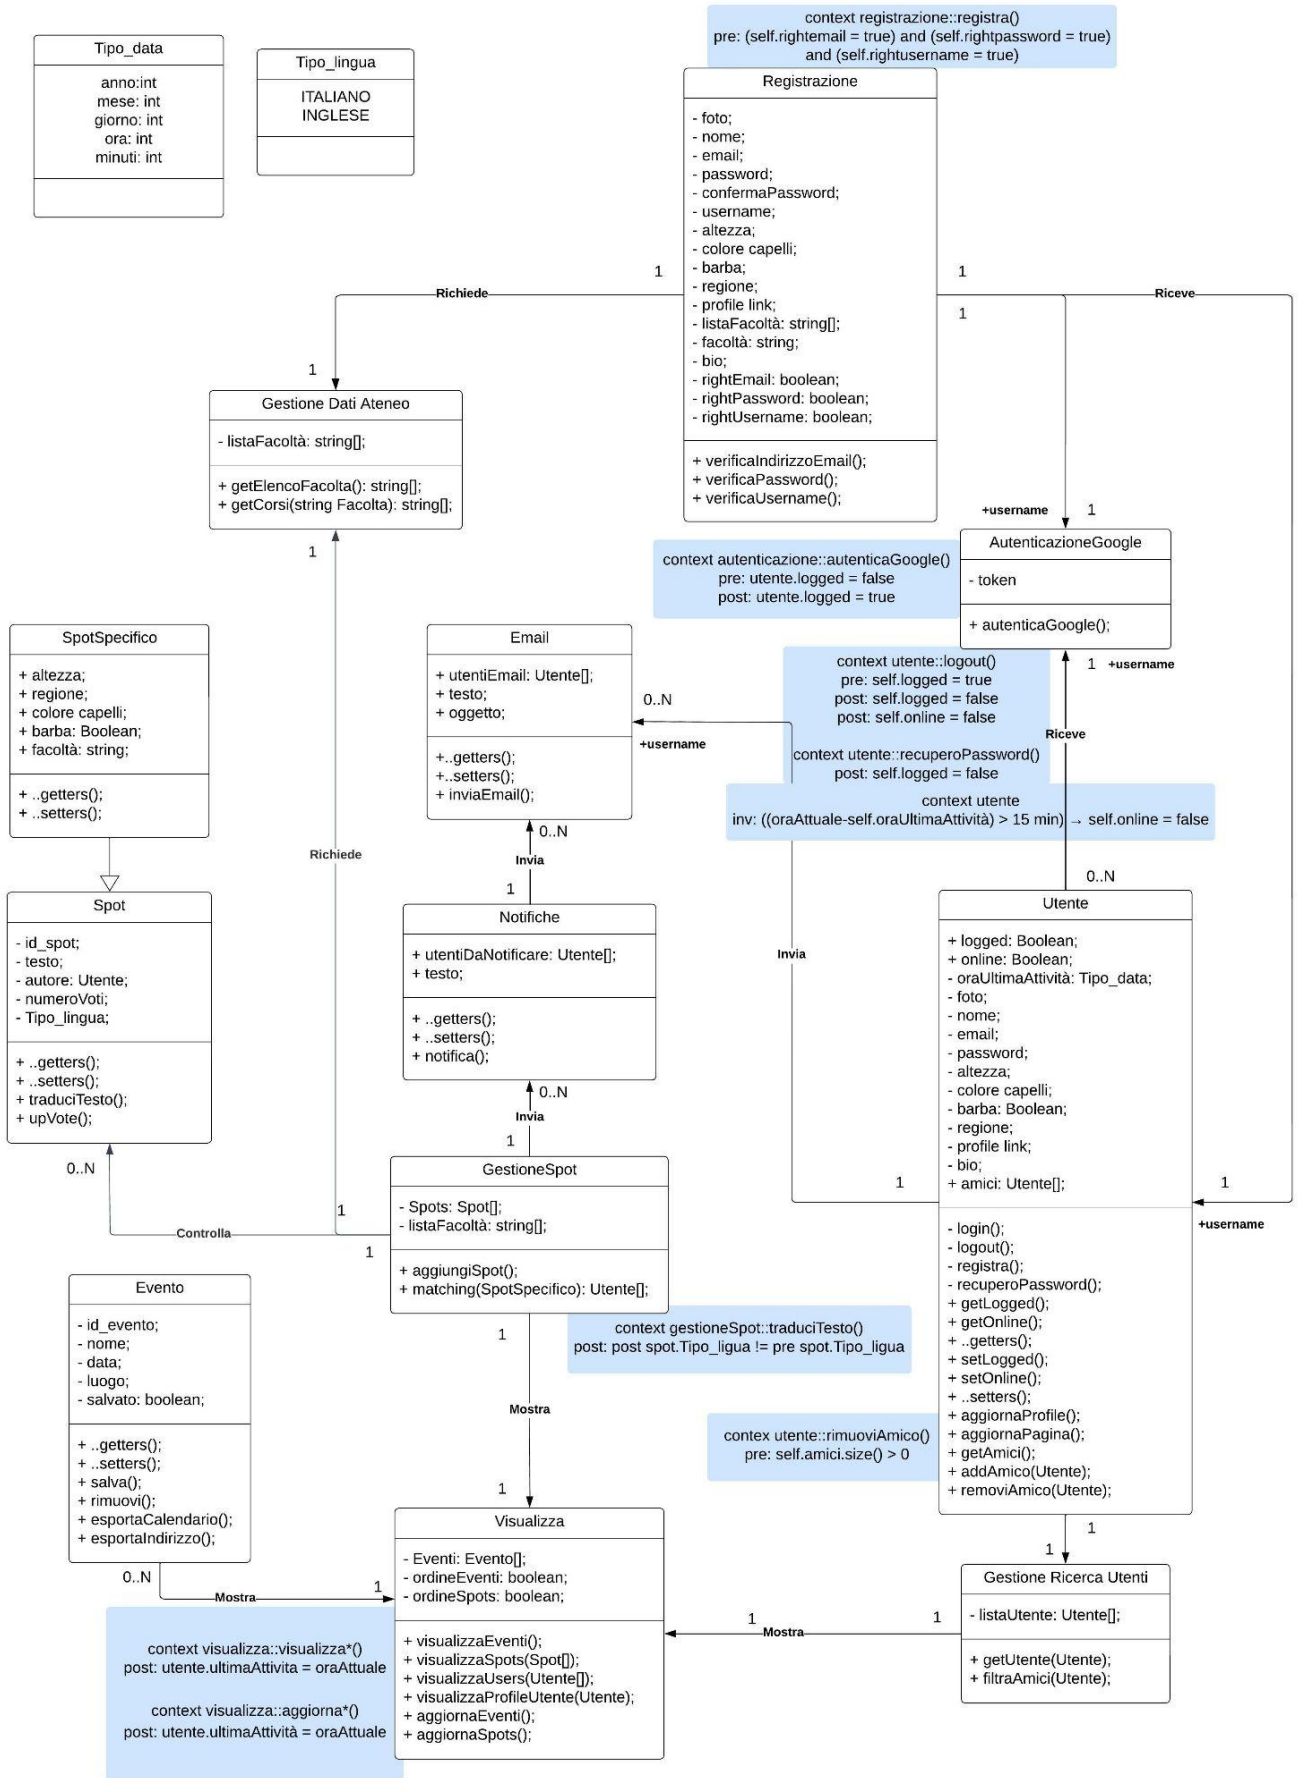 context registrazione::registra()
pre: (self.rightemail = true) and (self.rightpassword = true)
and (self.rightusername = true)
Tipo_data
anno:int
mese: int
giorno: int
ora: int
minuti: int
Tipo_lingua
ITALIANO
INGLESE
Registrazione
- foto;
- nome;
- email;
- password;
- confermaPassword;
- username;
- altezza;
- colore capelli;
- barba;
- regione;
- profile link;
- listaFacoltà: string[];
- facoltà: string;
- bio;
- rightEmail: boolean;
- rightPassword: boolean;
- rightUsername: boolean;
+ verificaIndirizzoEmail();
+ verificaPassword();
+ verificaUsername();
1
Richiede
1
1
1
Riceve
Gestione Dati Ateneo
- listaFacoltà: string[];
+ getElencoFacolta(): string[];
+ getCorsi(string Facolta): string[];
1
+username
1
AutenticazioneGoogle
- token
+ autenticaGoogle();
context autenticazione::autenticaGoogle()
pre: utente.logged = false
post: utente.logged = true
1
+username
SpotSpecifico
+ altezza;
+ regione;
+ colore capelli;
+ barba: Boolean;
+ facoltà: string;
+ ..getters();
+ ..setters();
Email
+ utentiEmail: Utente[];
+ testo;
+ oggetto;
+..getters();
+..setters();
+ inviaEmail();
0..N
+username
context utente::logout()
pre: self.logged = true
post: self.logged = false
post: self.online = false
context utente::recuperoPassword()
post: self.logged = false
Riceve
context utente
inv: ((oraAttuale-self.oraUltimaAttività) > 15 min) → self.online = false
0..N
Richiede
0..N
Invia
1
Spot
- id_spot;
- testo;
- autore: Utente;
- numeroVoti;
- Tipo_lingua;
+ ..getters();
+ ..setters();
+ traduciTesto();
+ upVote();
Notifiche
+ utentiDaNotificare: Utente[];
+ testo;
+ ..getters();
+ ..setters();
+ notifica();
Invia
Utente
+ logged: Boolean;
+ online: Boolean;
- oraUltimaAttività: Tipo_data;
- foto;
- nome;
- email;
- password;
- altezza;
- colore capelli;
- barba: Boolean;
- regione;
- profile link;
- bio;
+ amici: Utente[];
- login();
- logout();
- registra();
- recuperoPassword();
+ getLogged();
+ getOnline();
+ ..getters();
+ setLogged();
+ setOnline();
+ ..setters();
+ aggiornaProfile();
+ aggiornaPagina();
+ getAmici();
+ addAmico(Utente);
+ removiAmico(Utente);
1
1
+username
0..N
Invia
1
0..N
Controlla
1
1
GestioneSpot
- Spots: Spot[];
- listaFacoltà: string[];
+ aggiungiSpot();
+ matching(SpotSpecifico): Utente[];
context gestioneSpot::traduciTesto()
post: post spot.Tipo_ligua != pre spot.Tipo_ligua
Evento
- id_evento;
- nome;
- data;
- luogo;
- salvato: boolean;
+ ..getters();
+ ..setters();
+ salva();
+ rimuovi();
+ esportaCalendario();
+ esportaIndirizzo();
1
Mostra
1
contex utente::rimuoviAmico()
pre: self.amici.size() > 0
0..N
Mostra
1
Visualizza
- Eventi: Evento[];
- ordineEventi: boolean;
- ordineSpots: boolean;
+ visualizzaEventi();
+ visualizzaSpots(Spot[]);
+ visualizzaUsers(Utente[]);
+ visualizzaProfileUtente(Utente);
+ aggiornaEventi();
+ aggiornaSpots();
1
1
Gestione Ricerca Utenti
- listaUtente: Utente[];
+ getUtente(Utente);
+ filtraAmici(Utente);
1
Mostra
1
context visualizza::visualizza*()
post: utente.ultimaAttivita = oraAttuale
context visualizza::aggiorna*()
post: utente.ultimaAttività = oraAttuale